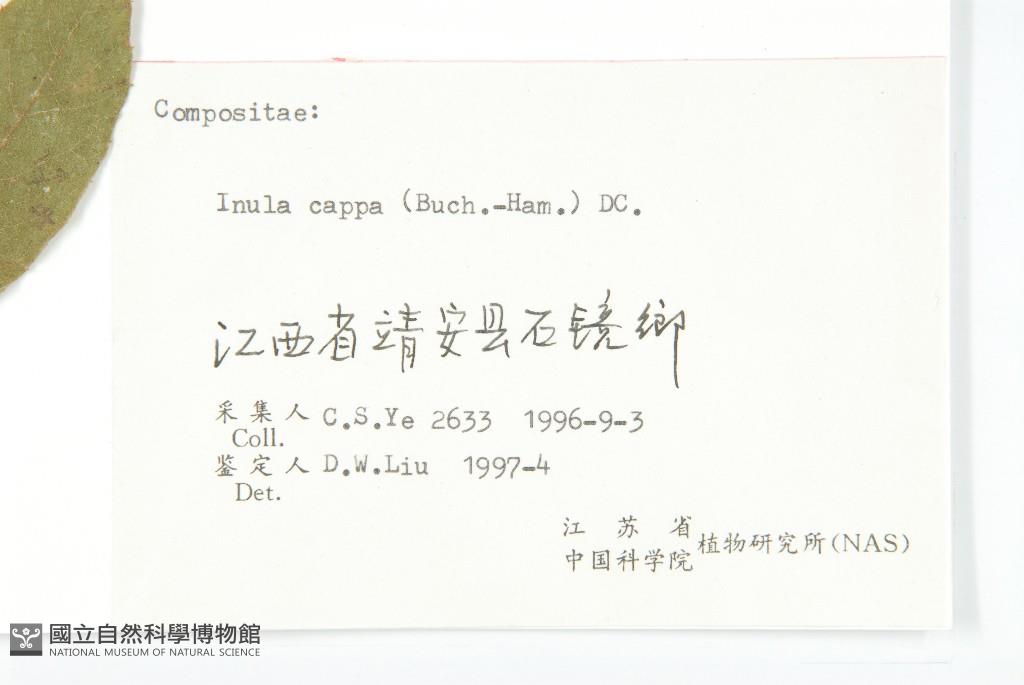 Compositae:
Inula cappa (Buch.-Ham.) DC.
江西省靖安县石镜鄉
采集人 C.S.Ye 2633 1996-9-3
Coll.
鉴定人 D.W.Liu 1997-4
Det.
江苏省
中国科学院 植物研究所(NAS)
國立自然科學博物館
NATIONAL MUSEUM OF NATURAL SCIENCE